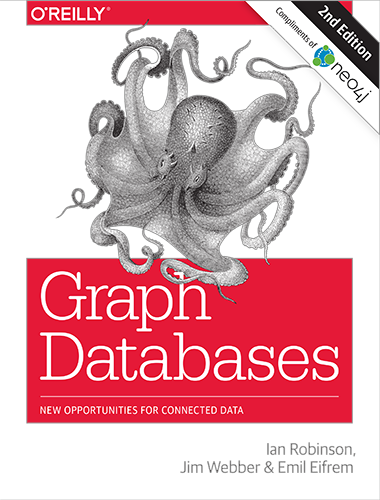 O'REILLY®
2nd Edition
Compliments of
neo4j
Graph
Databases
NEW OPPORTUNITIES FOR CONNECTED DATA
Ian Robinson,
Jim Webber & Emil Eifrem